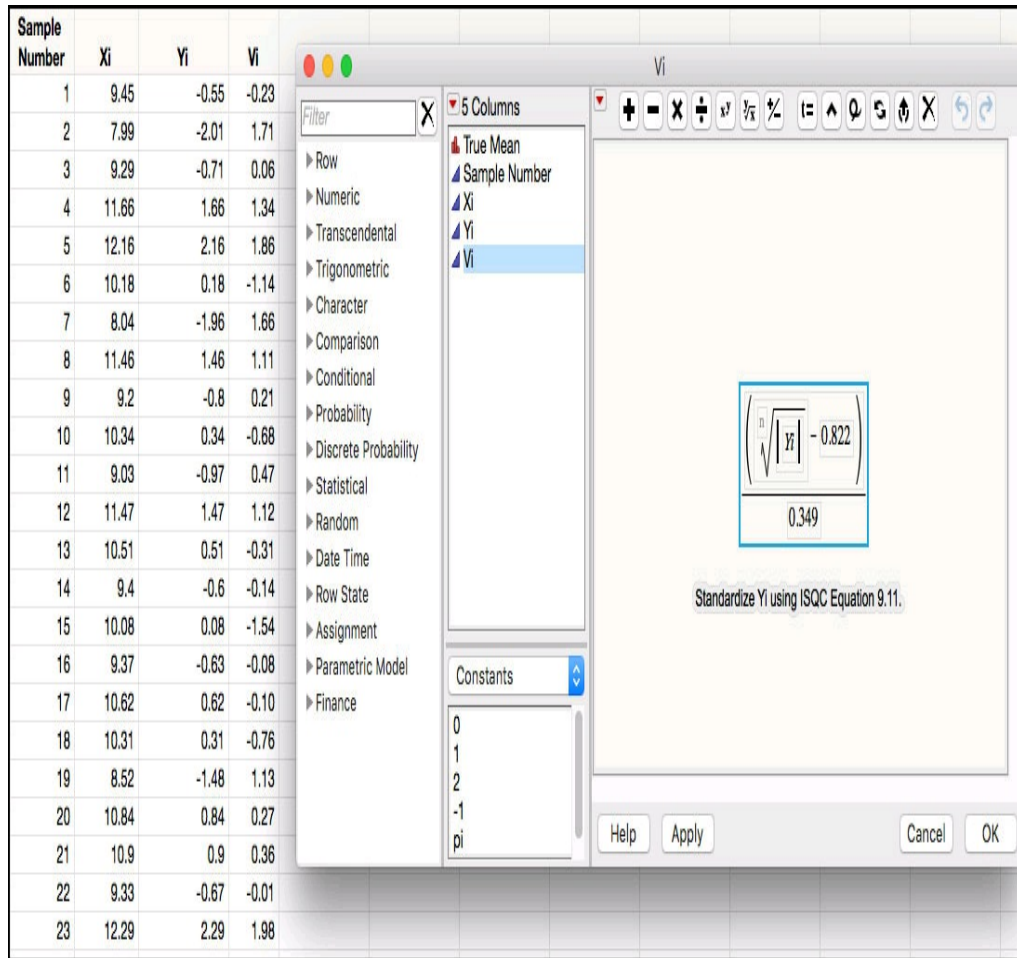 Sample
Number Xi Yi Vi
1 9.45 -0.55 -0.23
2 7.99 -2.01 1.71
3 9.29 -0.71 0.06
4 11.66 1.66 1.34
5 12.16 2.16 1.86
6 10.18 0.18 -1.14
7 8.04 -1.96 1.66
8 11.46 1.46 1.11
9 9.2 -0.8 0.21
10 10.34 0.34 -0.68
11 9.03 -0.97 0.47
12 11.47 1.47 1.12
13 10.51 0.51 -0.31
14 9.4 -0.6 -0.14
15 10.08 0.08 -1.54
16 9.37 -0.63 -0.08
17 10.62 0.62 -0.10
18 10.31 0.31 -0.76
19 8.52 -1.48 1.13
20 10.84 0.84 0.27
21 10.9 0.9 0.36
22 9.33 -0.67 -0.01
23 12.29 2.29 1.98
Vi
Filter
Row
Numeric
Transcendental
Trigonometric
Character
Comparison
Conditional
Probability
Discrete Probability
Statistical
Random
Date Time
Row State
Assignment
Parametric Model
Finance
5 Columns
True Mean
Sample Number
Xi
Yi
Vi
Constants
0
1
2
-1
pi
n
|Yi| - 0.822
0.349
Standardize Yi using ISQC Equation 9.11.
Help Apply Cancel OK